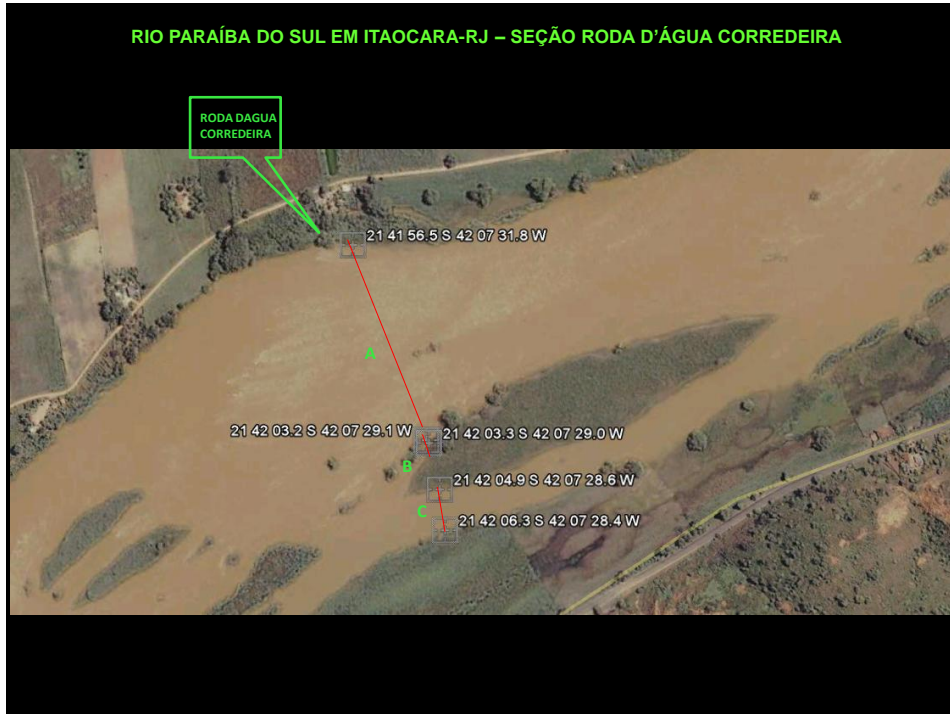 RIO PARAÍBA DO SUL EM ITAOCARA-RJ – SEÇÃO RODA D’ÁGUA CORREDEIRA
RODA DAGUA
CORREDEIRA
21 41 56.5 S 42 07 31.8 W
A
21 42 03.2 S 42 07 29.1 W
21 42 03.3 S 42 07 29.0 W
B
21 42 04.9 S 42 07 28.6 W
C
21 42 06.3 S 42 07 28.4 W